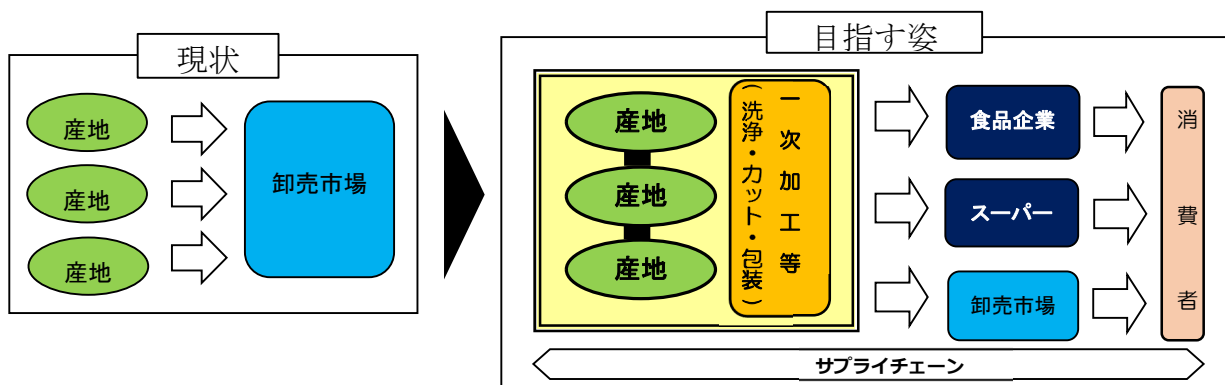 現状
産地
産地
産地
卸売市場
目指す姿
産地
産地
産地
一次加工等
(洗浄・カット・包装)
食品企業
スーパー
卸売市場
消費者
サプライチェーン